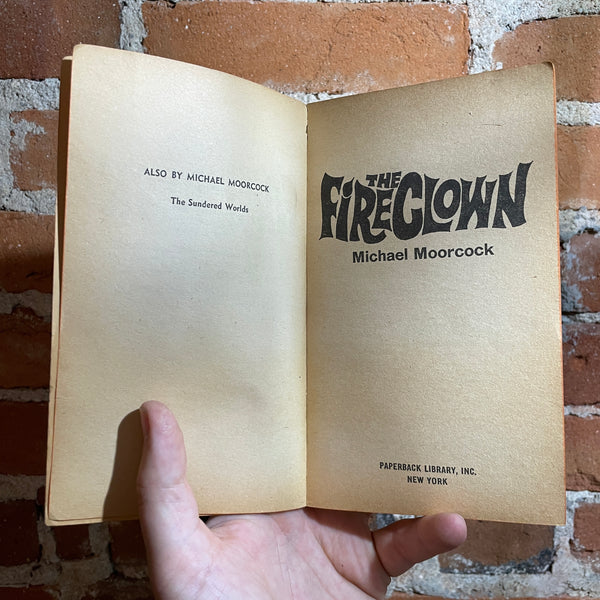 ALSO BY MICHAEL MOORCOCK
The Sundered Worlds
THE
FIRECLOWN
Michael Moorcock
PAPERBACK LIBRARY, INC.
NEW YORK